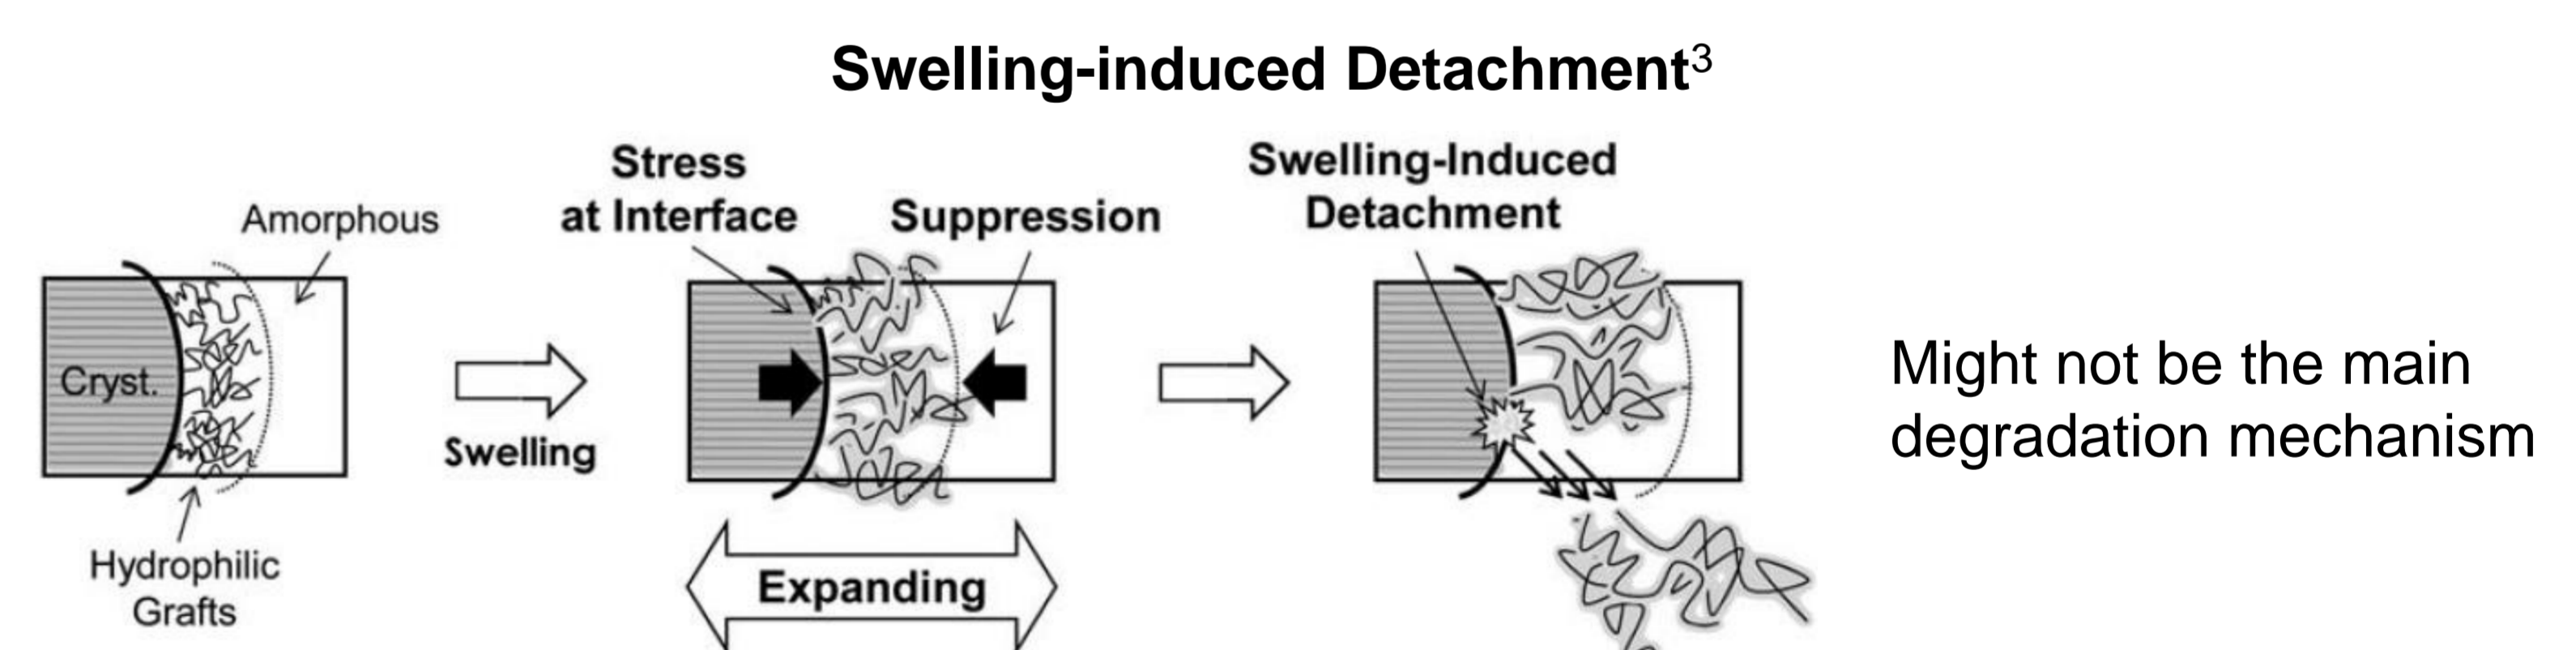 Swelling-induced Detachment³
Amorphous
Cryst.
Hydrophilic
Grafts
Swelling
Stress
at Interface
Suppression
Expanding
Swelling-Induced
Detachment
Might not be the main
degradation mechanism